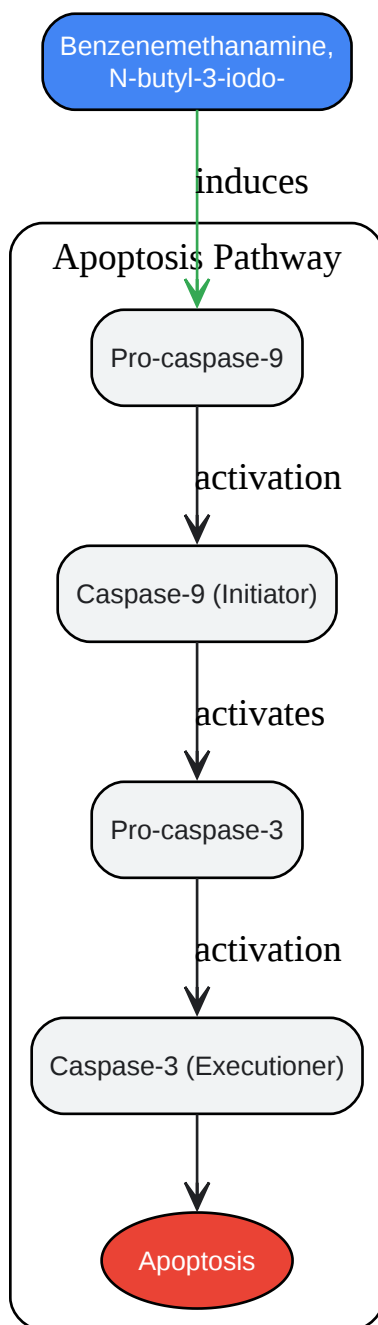 Benzenemethanamine,
N-butyl-3-iodo-
induces
Apoptosis Pathway
Pro-caspase-9
activation
Caspase-9 (Initiator)
activates
Pro-caspase-3
activation
Caspase-3 (Executioner)
Apoptosis